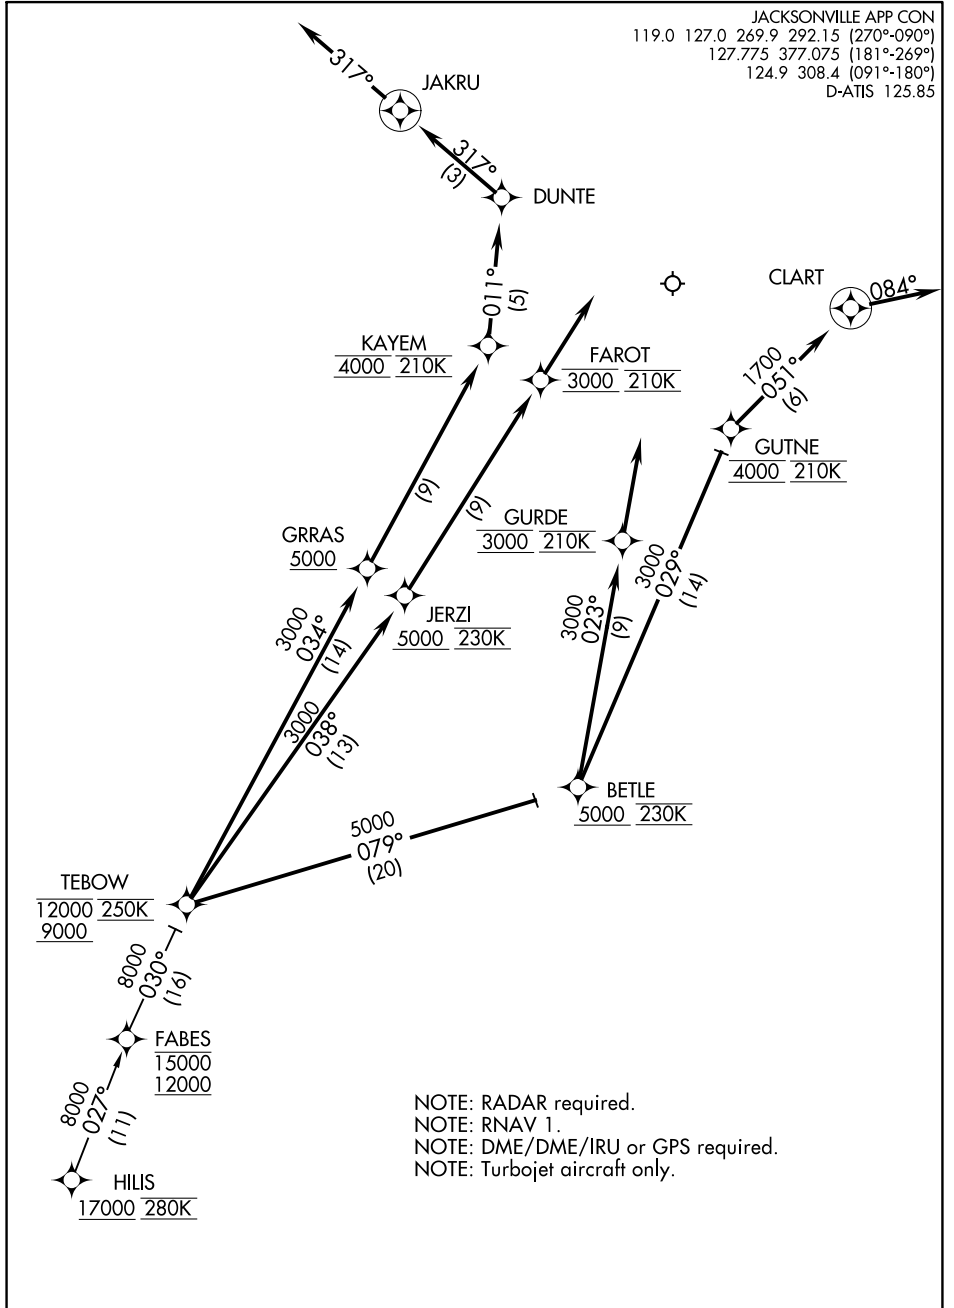 JACKSONVILLE APP CON
119.0 127.0 269.9 292.15 (270°-090°)
127.775 377.075 (181°-269°)
124.9 308.4 (091°-180°)
D-ATIS 125.85
317°
JAKRU
317°
(3)
DUNTE
CLART
084°
011°
(5)
KAYEM
4000 210K
FAROT
3000 210K
1700
051°
(6)
GUTNE
4000 210K
(9)
(9)
GURDE
3000 210K
GRRAS
5000
3000
029°
(14)
JERZI
5000 230K
3000
023°
(9)
3000
034°
(14)
3000
038°
(13)
BETLE
5000 230K
5000
079°
(20)
TEBOW
12000 250K
9000
8000
030°
(16)
FABES
15000
12000
8000
027°
(11)
HILIS
17000 280K
NOTE: RADAR required.
NOTE: RNAV 1.
NOTE: DME/DME/IRU or GPS required.
NOTE: Turbojet aircraft only.